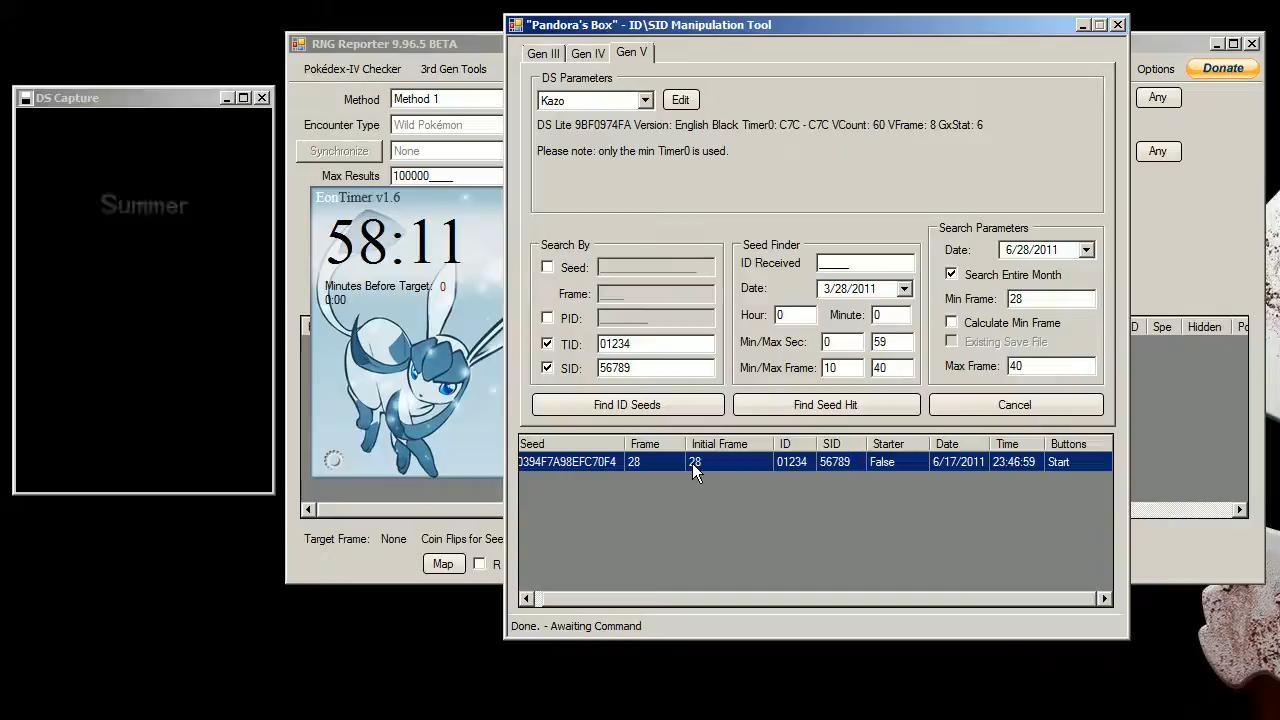 "Pandora's Box" - ID\SID Manipulation Tool
RNG Reporter 9.96.5 BETA
Gen III Gen IV Gen V
Pokédex-IV Checker 3rd Gen Tools
Options Donate
DS Parameters
DS Capture
Method Method 1
Kazo Edit
Any
Encounter Type Wild Pokémon
DS Lite 9BF0974FA Version: English Black Timer0: C7C - C7C VCount: 60 VFrame: 8 GxStat: 6
Synchronize None
Please note: only the min Timer0 is used.
Any
Max Results 100000____
EonTimer v1.6
Summer
58:11
Minutes Before Target: 0
0:00
Search By
Seed:
Frame:
PID:
TID: 01234
SID: 56789
Find ID Seeds
Seed Finder
ID Received
Date: 3/28/2011
Hour: 0 Minute: 0
Min/Max Sec: 0 59
Min/Max Frame: 10 40
Find Seed Hit
Search Parameters
Date: 6/28/2011
Search Entire Month
Min Frame: 28
Calculate Min Frame
Existing Save File
Max Frame: 40
Cancel
D Spe Hidden
Seed Frame Initial Frame ID SID Starter Date Time Buttons
0394F7A98EFC70F4 28 28 01234 56789 False 6/17/2011 23:46:59 Start
Target Frame: None Coin Flips for See
Map R
Done. - Awaiting Command